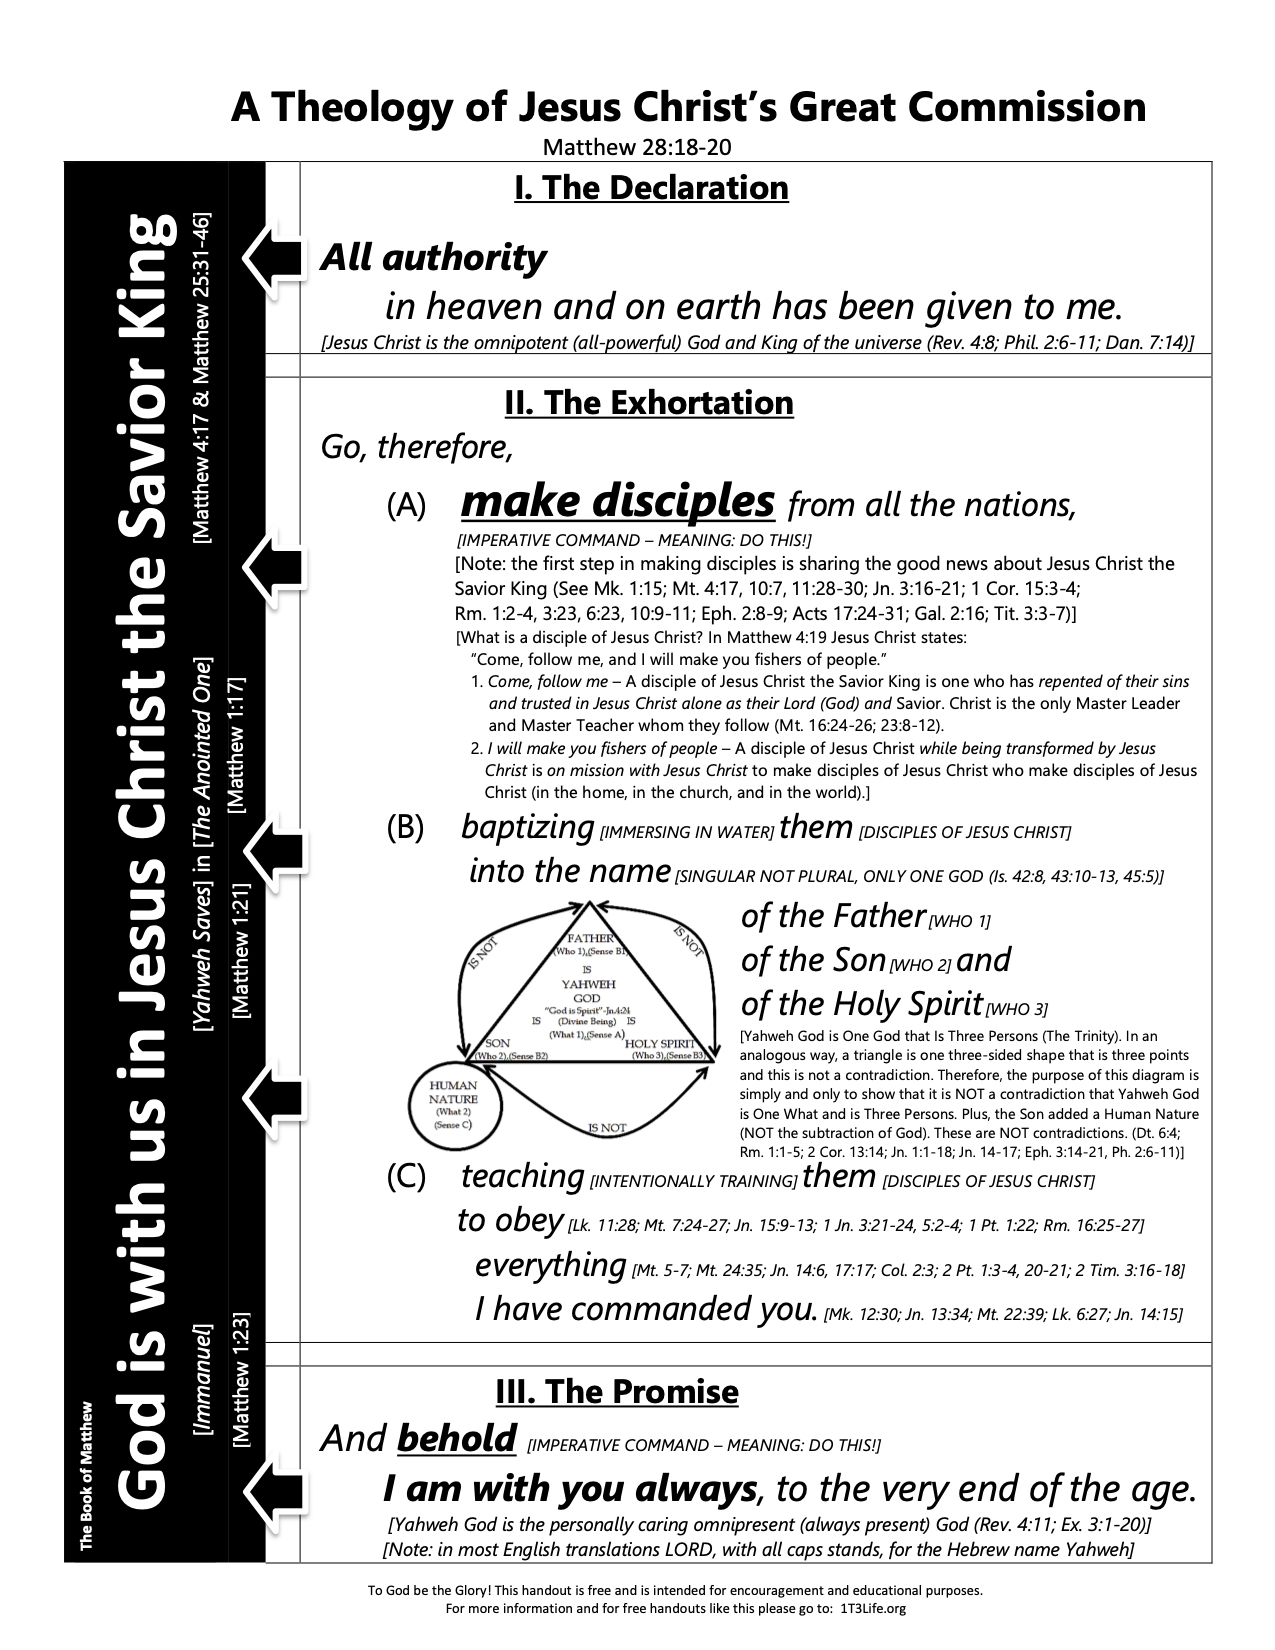 A Theology of Jesus Christ’s Great Commission
Matthew 28:18-20
The Book of Matthew
God is with us in Jesus Christ the Savior King
[Immanuel]
[Yahweh Saves] in [The Anointed One]
[Matthew 4:17 & Matthew 25:31-46]
[Matthew 1:23]
[Matthew 1:21]
[Matthew 1:17]
I. The Declaration
All authority
in heaven and on earth has been given to me.
[Jesus Christ is the omnipotent (all-powerful) God and King of the universe (Rev. 4:8; Phil. 2:6-11; Dan. 7:14)]
II. The Exhortation
Go, therefore,
(A) make disciples from all the nations,
[IMPERATIVE COMMAND – MEANING: DO THIS!]
[Note: the first step in making disciples is sharing the good news about Jesus Christ the
Savior King (See Mk. 1:15; Mt. 4:17, 10:7, 11:28-30; Jn. 3:16-21; 1 Cor. 15:3-4;
Rm. 1:2-4, 3:23, 6:23, 10:9-11; Eph. 2:8-9; Acts 17:24-31; Gal. 2:16; Tit. 3:3-7)]
[What is a disciple of Jesus Christ? In Matthew 4:19 Jesus Christ states:
“Come, follow me, and I will make you fishers of people.”
1. Come, follow me – A disciple of Jesus Christ the Savior King is one who has repented of their sins
and trusted in Jesus Christ alone as their Lord (God) and Savior. Christ is the only Master Leader
and Master Teacher whom they follow (Mt. 16:24-26; 23:8-12).
2. I will make you fishers of people – A disciple of Jesus Christ while being transformed by Jesus
Christ is on mission with Jesus Christ to make disciples of Jesus Christ who make disciples of Jesus
Christ (in the home, in the church, and in the world).]
(B) baptizing [IMMERSING IN WATER] them [DISCIPLES OF JESUS CHRIST]
into the name [SINGULAR NOT PLURAL, ONLY ONE GOD (Is. 42:8, 43:10-13, 45:5)]
IS NOT
IS NOT
FATHER
(Who 1),(Sense B1)
IS
YAHWEH
GOD
"God is Spirit"-Jn.4:24
IS (Divine Being) IS
(What 1),(Sense A)
SON
(Who 2),(Sense B2)
HOLY SPIRIT
(Who 3),(Sense B3)
HUMAN
NATURE
(What 2)
(Sense C)
IS NOT
of the Father [WHO 1]
of the Son [WHO 2] and
of the Holy Spirit [WHO 3]
[Yahweh God is One God that Is Three Persons (The Trinity). In an
analogous way, a triangle is one three-sided shape that is three points
and this is not a contradiction. Therefore, the purpose of this diagram is
simply and only to show that it is NOT a contradiction that Yahweh God
is One What and is Three Persons. Plus, the Son added a Human Nature
(NOT the subtraction of God). These are NOT contradictions. (Dt. 6:4;
Rm. 1:1-5; 2 Cor. 13:14; Jn. 1:1-18; Jn. 14-17; Eph. 3:14-21, Ph. 2:6-11)]
(C) teaching [INTENTIONALLY TRAINING] them [DISCIPLES OF JESUS CHRIST]
to obey [Lk. 11:28; Mt. 7:24-27; Jn. 15:9-13; 1 Jn. 3:21-24, 5:2-4; 1 Pt. 1:22; Rm. 16:25-27]
everything [Mt. 5-7; Mt. 24:35; Jn. 14:6, 17:17; Col. 2:3; 2 Pt. 1:3-4, 20-21; 2 Tim. 3:16-18]
I have commanded you. [Mk. 12:30; Jn. 13:34; Mt. 22:39; Lk. 6:27; Jn. 14:15]
III. The Promise
And behold [IMPERATIVE COMMAND – MEANING: DO THIS!]
I am with you always, to the very end of the age.
[Yahweh God is the personally caring omnipresent (always present) God (Rev. 4:11; Ex. 3:1-20)]
[Note: in most English translations LORD, with all caps stands, for the Hebrew name Yahweh]
To God be the Glory! This handout is free and is intended for encouragement and educational purposes.
For more information and for free handouts like this please go to: 1T3Life.org